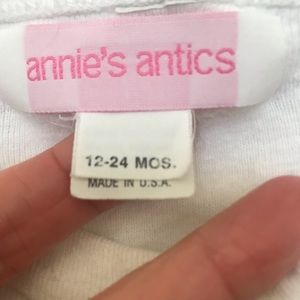 annie's antics
12-24 MOS.
MADE IN U.S.A.